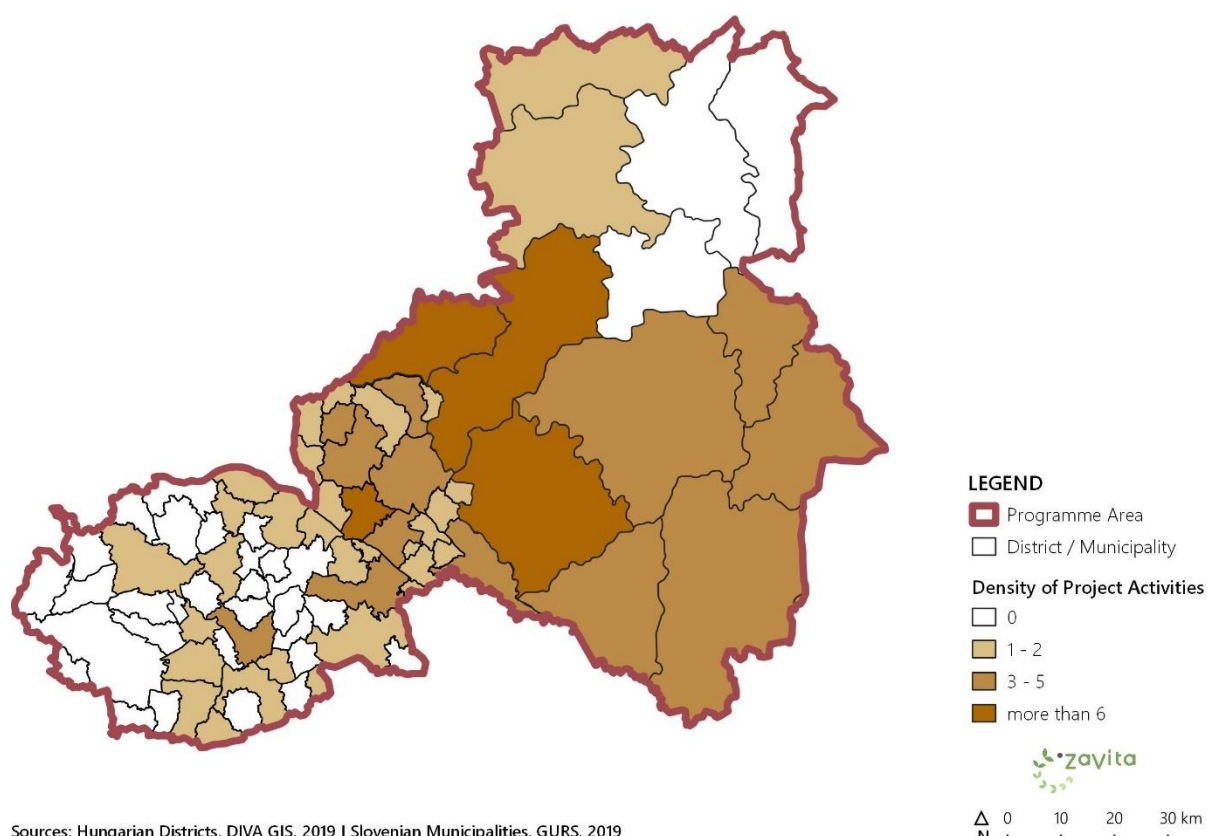 LEGEND
Programme Area
District / Municipality
Density of Project Activities
0
1 - 2
3 - 5
more than 6
zavita
0 10 20 30 km
N
Sources: Hungarian Districts, DIVA GIS, 2019 | Slovenian Municipalities, GURS, 2019